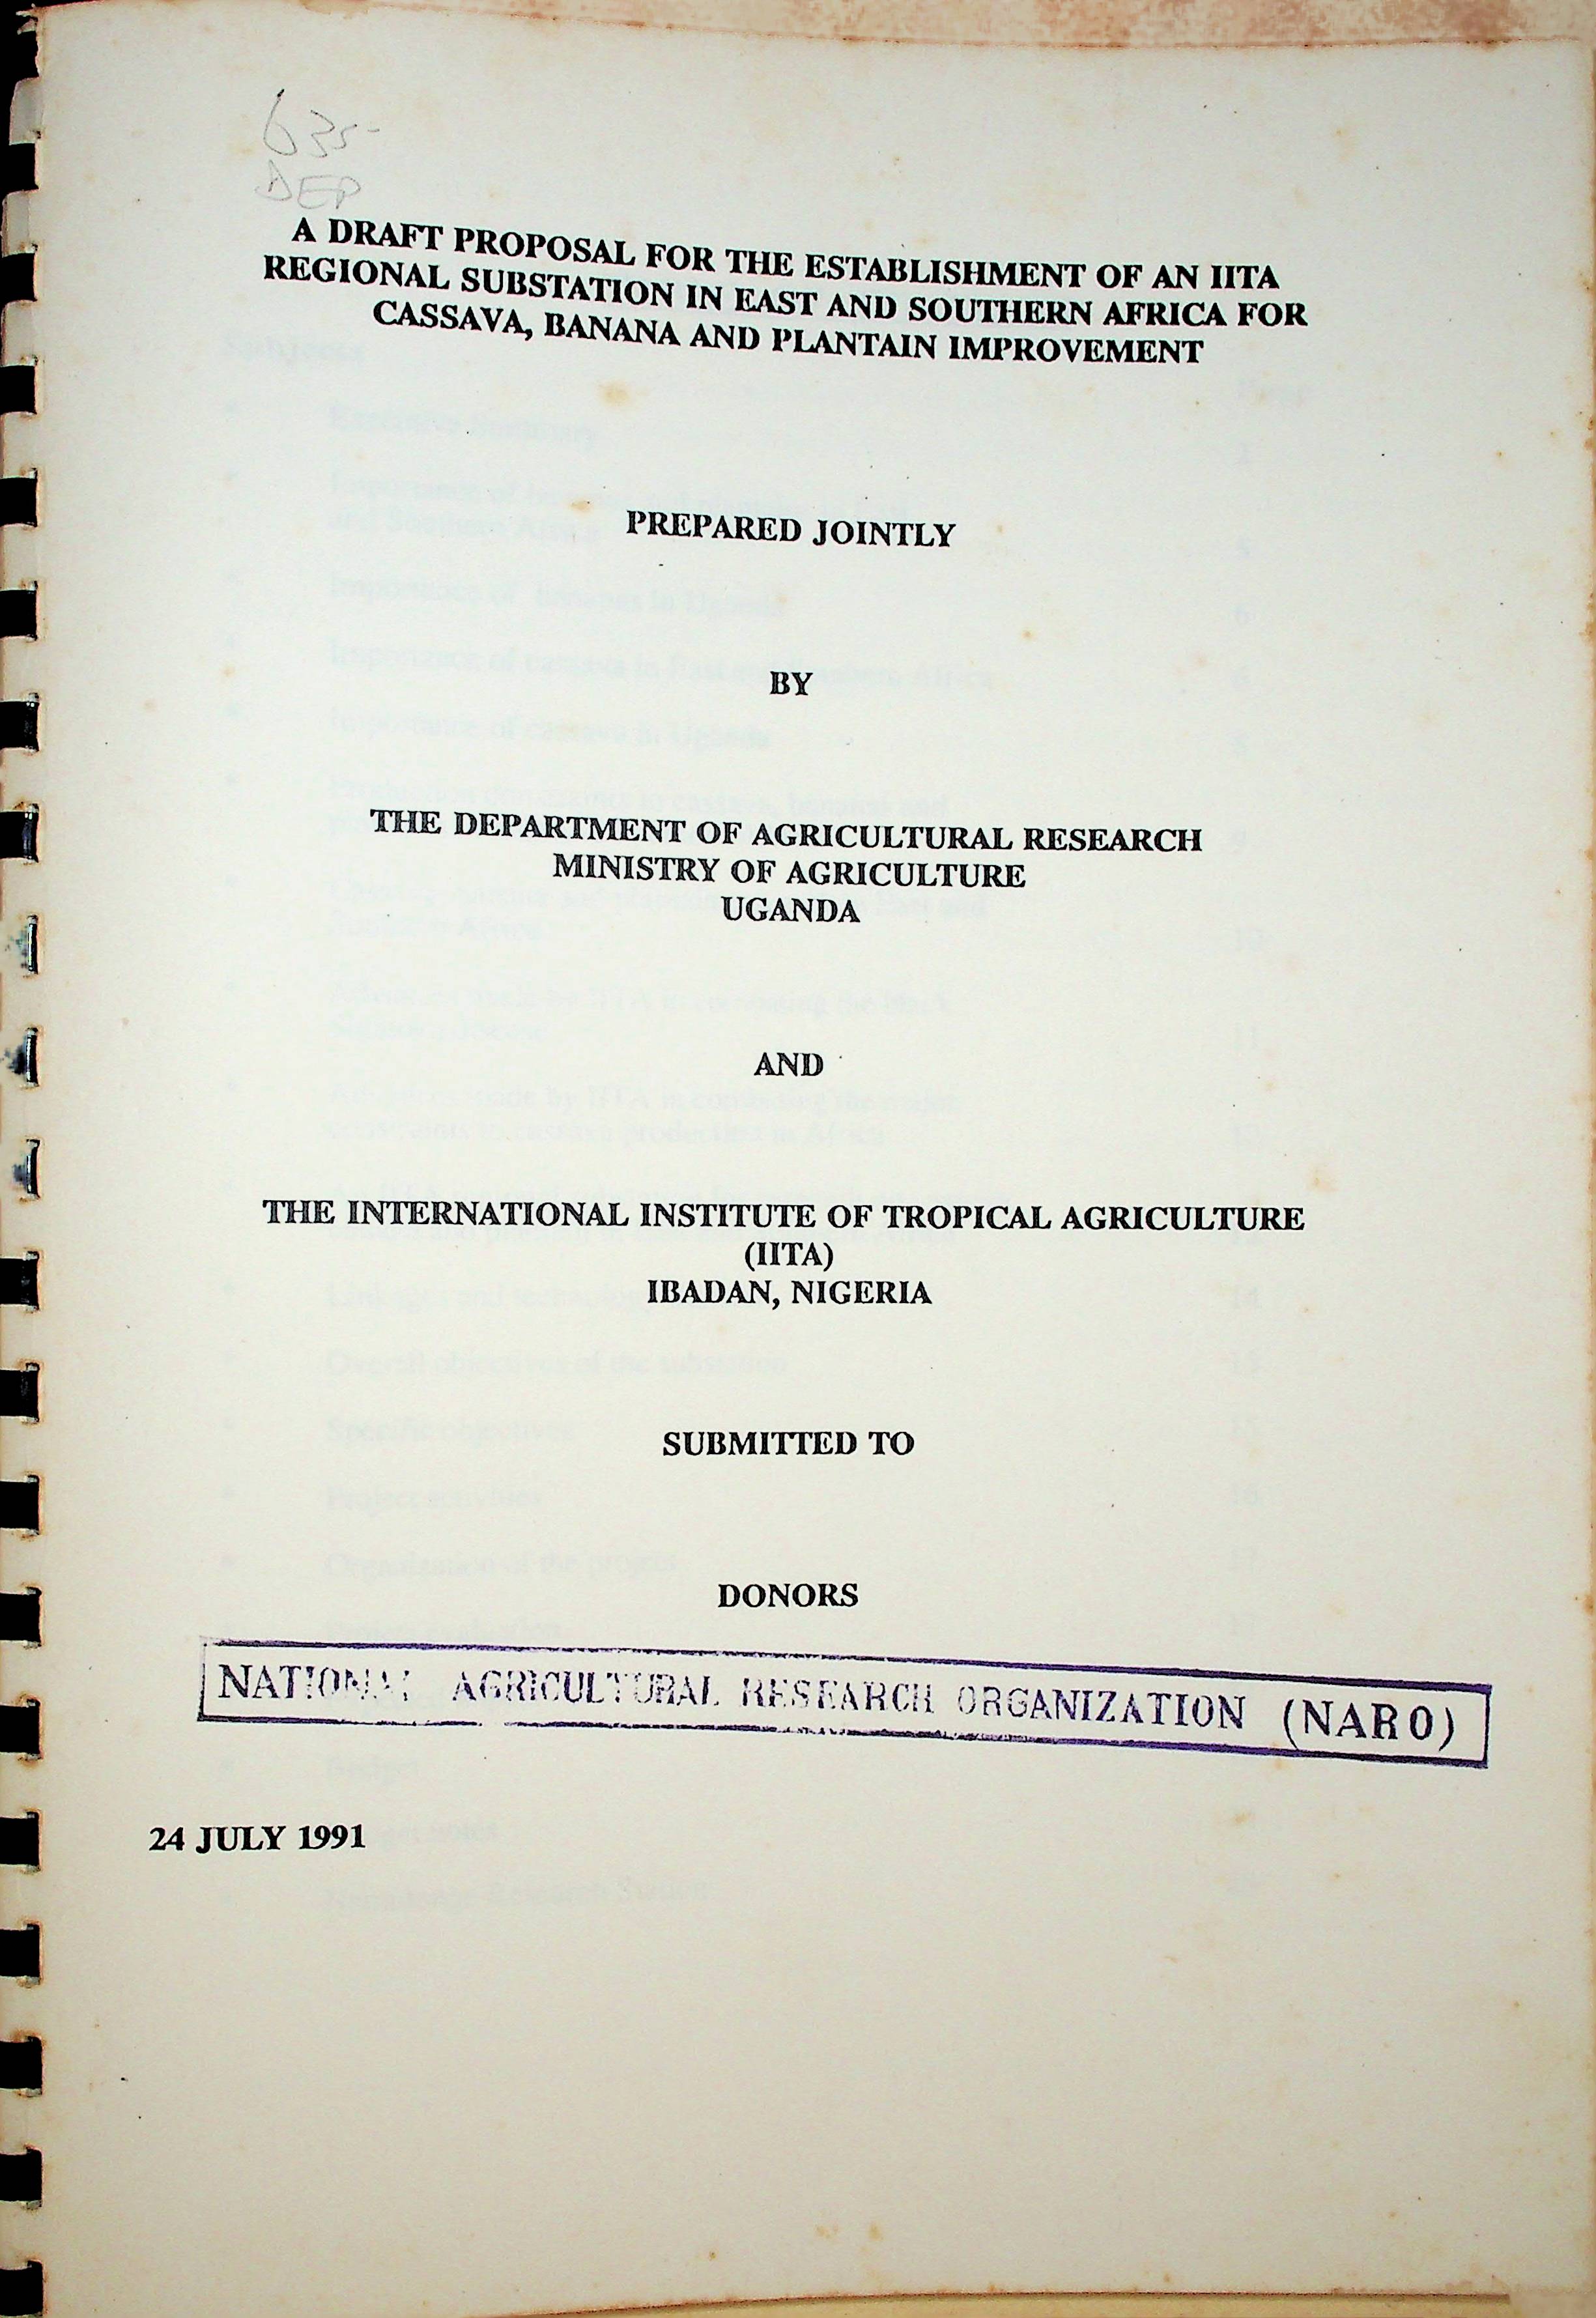 635-
DEP
A DRAFT PROPOSAL FOR THE ESTABLISHMENT OF AN IITA
REGIONAL SUBSTATION IN EAST AND SOUTHERN AFRICA FOR
CASSAVA, BANANA AND PLANTAIN IMPROVEMENT
PREPARED JOINTLY
BY
THE DEPARTMENT OF AGRICULTURAL RESEARCH
MINISTRY OF AGRICULTURE
UGANDA
AND
THE INTERNATIONAL INSTITUTE OF TROPICAL AGRICULTURE
(IITA)
IBADAN, NIGERIA
SUBMITTED TO
DONORS
NATIONAL AGRICULTURAL RESEARCH ORGANIZATION (NARO)
24 JULY 1991